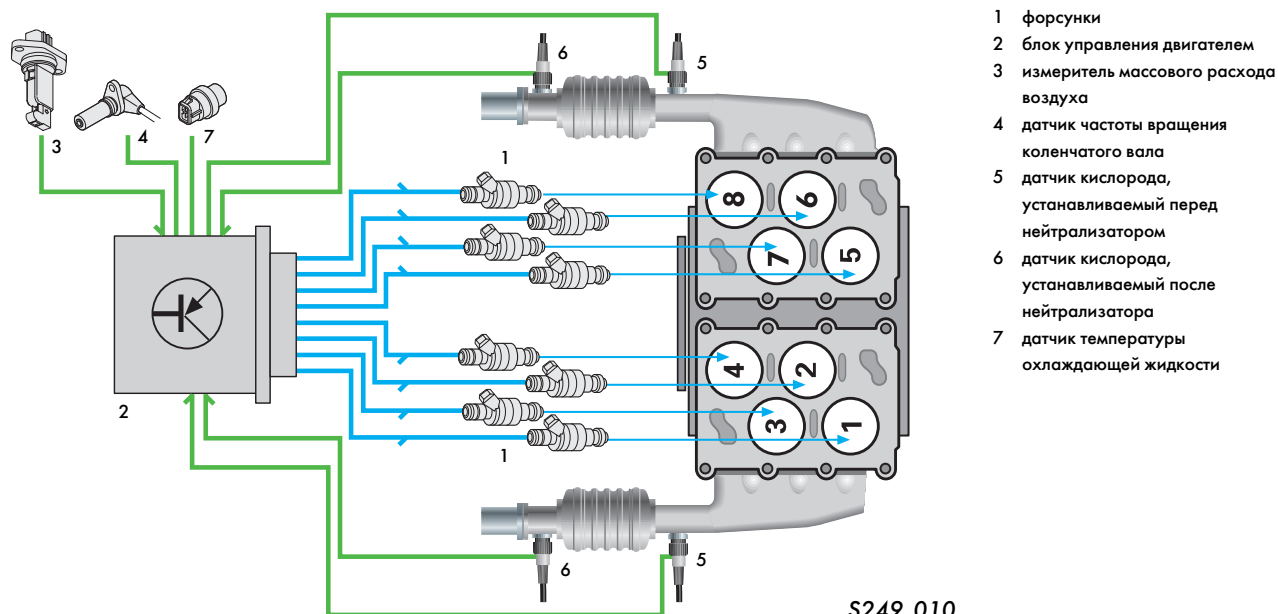 6
5
3
4
7
1
8
6
7
5
4
2
3
1
2
1
6
5
S249_010
1 форсунки
2 блок управления двигателем
3 измеритель массового расхода
воздуха
4 датчик частоты вращения
коленчатого вала
5 датчик кислорода,
устанавливаемый перед
нейтрализатором
6 датчик кислорода,
устанавливаемый после
нейтрализатора
7 датчик температуры
охлаждающей жидкости